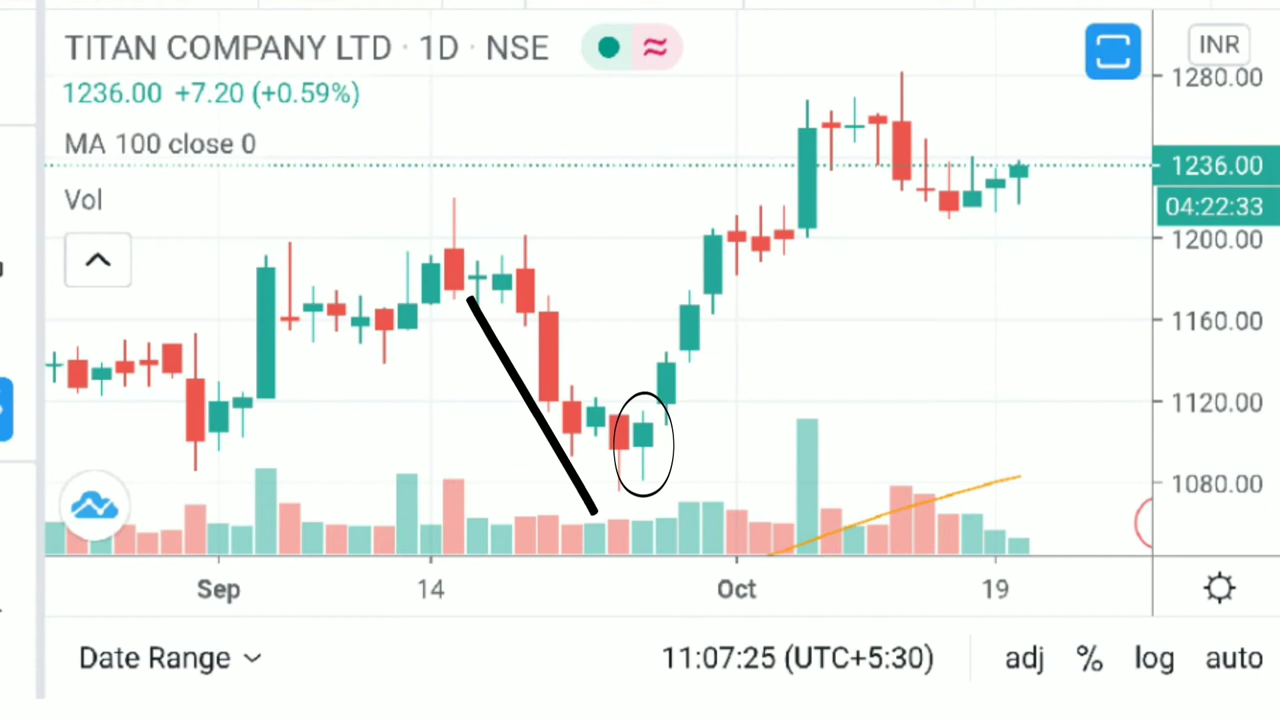 TITAN COMPANY LTD · 1D · NSE
INR
1236.00 +7.20 (+0.59%)
MA 100 close 0
Vol
1280.00
1236.00
04:22:33
1200.00
1160.00
1120.00
1080.00
Sep 14 Oct 19
Date Range 11:07:25 (UTC+5:30) adj % log auto